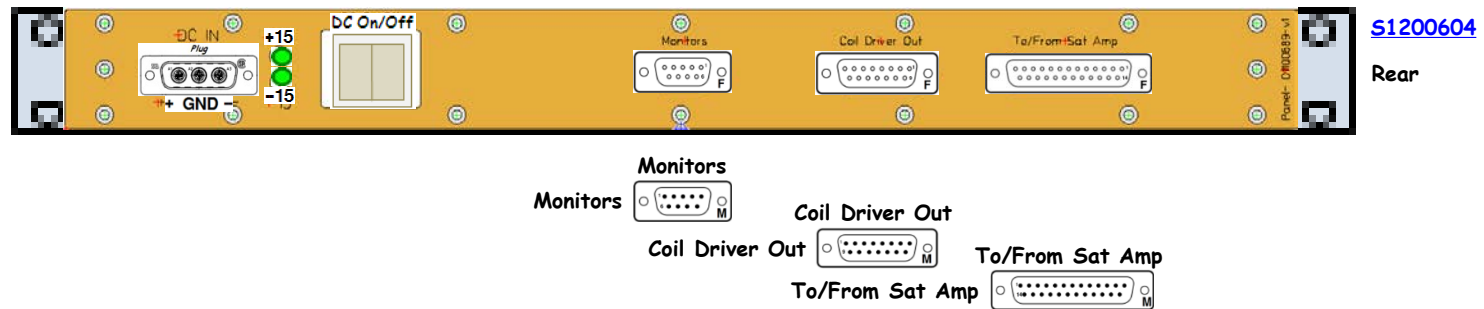 DC IN
Plug
+15
-15
+ GND -
DC On/Off
Monitors
F
Coil Driver Out
F
To/From Sat Amp
F
Panel- D1100689-v1
S1200604
Rear
Monitors
Monitors
M
Coil Driver Out
Coil Driver Out
M
To/From Sat Amp
To/From Sat Amp
M